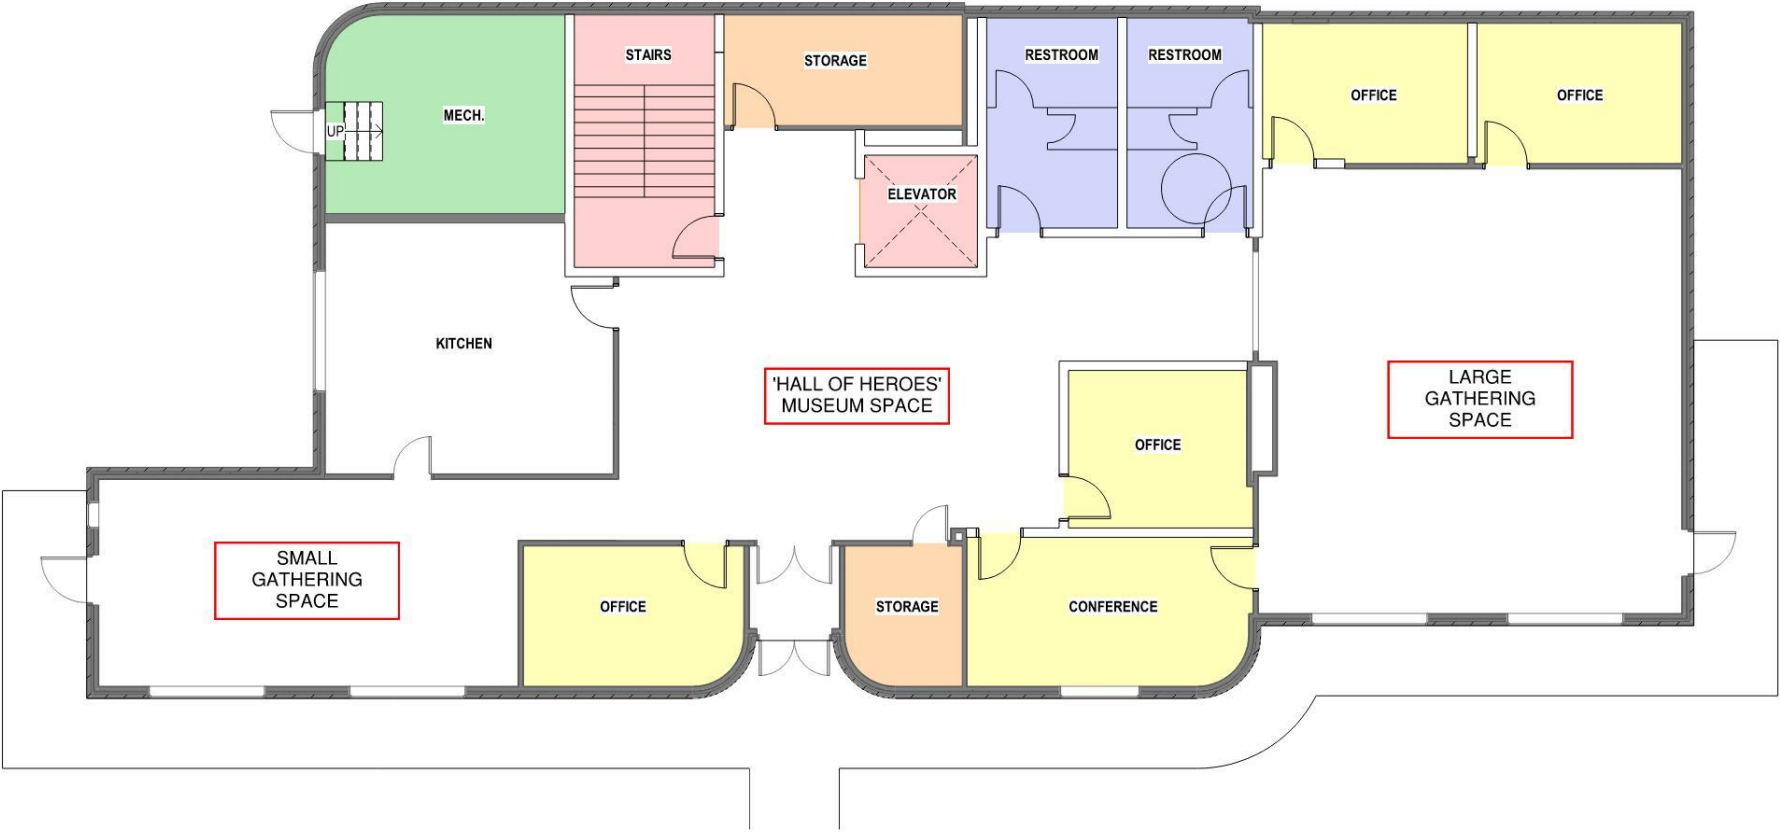 STAIRS
STORAGE
RESTROOM
RESTROOM
OFFICE
OFFICE
MECH.
UP
ELEVATOR
KITCHEN
'HALL OF HEROES'
MUSEUM SPACE
LARGE
GATHERING
SPACE
OFFICE
SMALL
GATHERING
SPACE
OFFICE
STORAGE
CONFERENCE